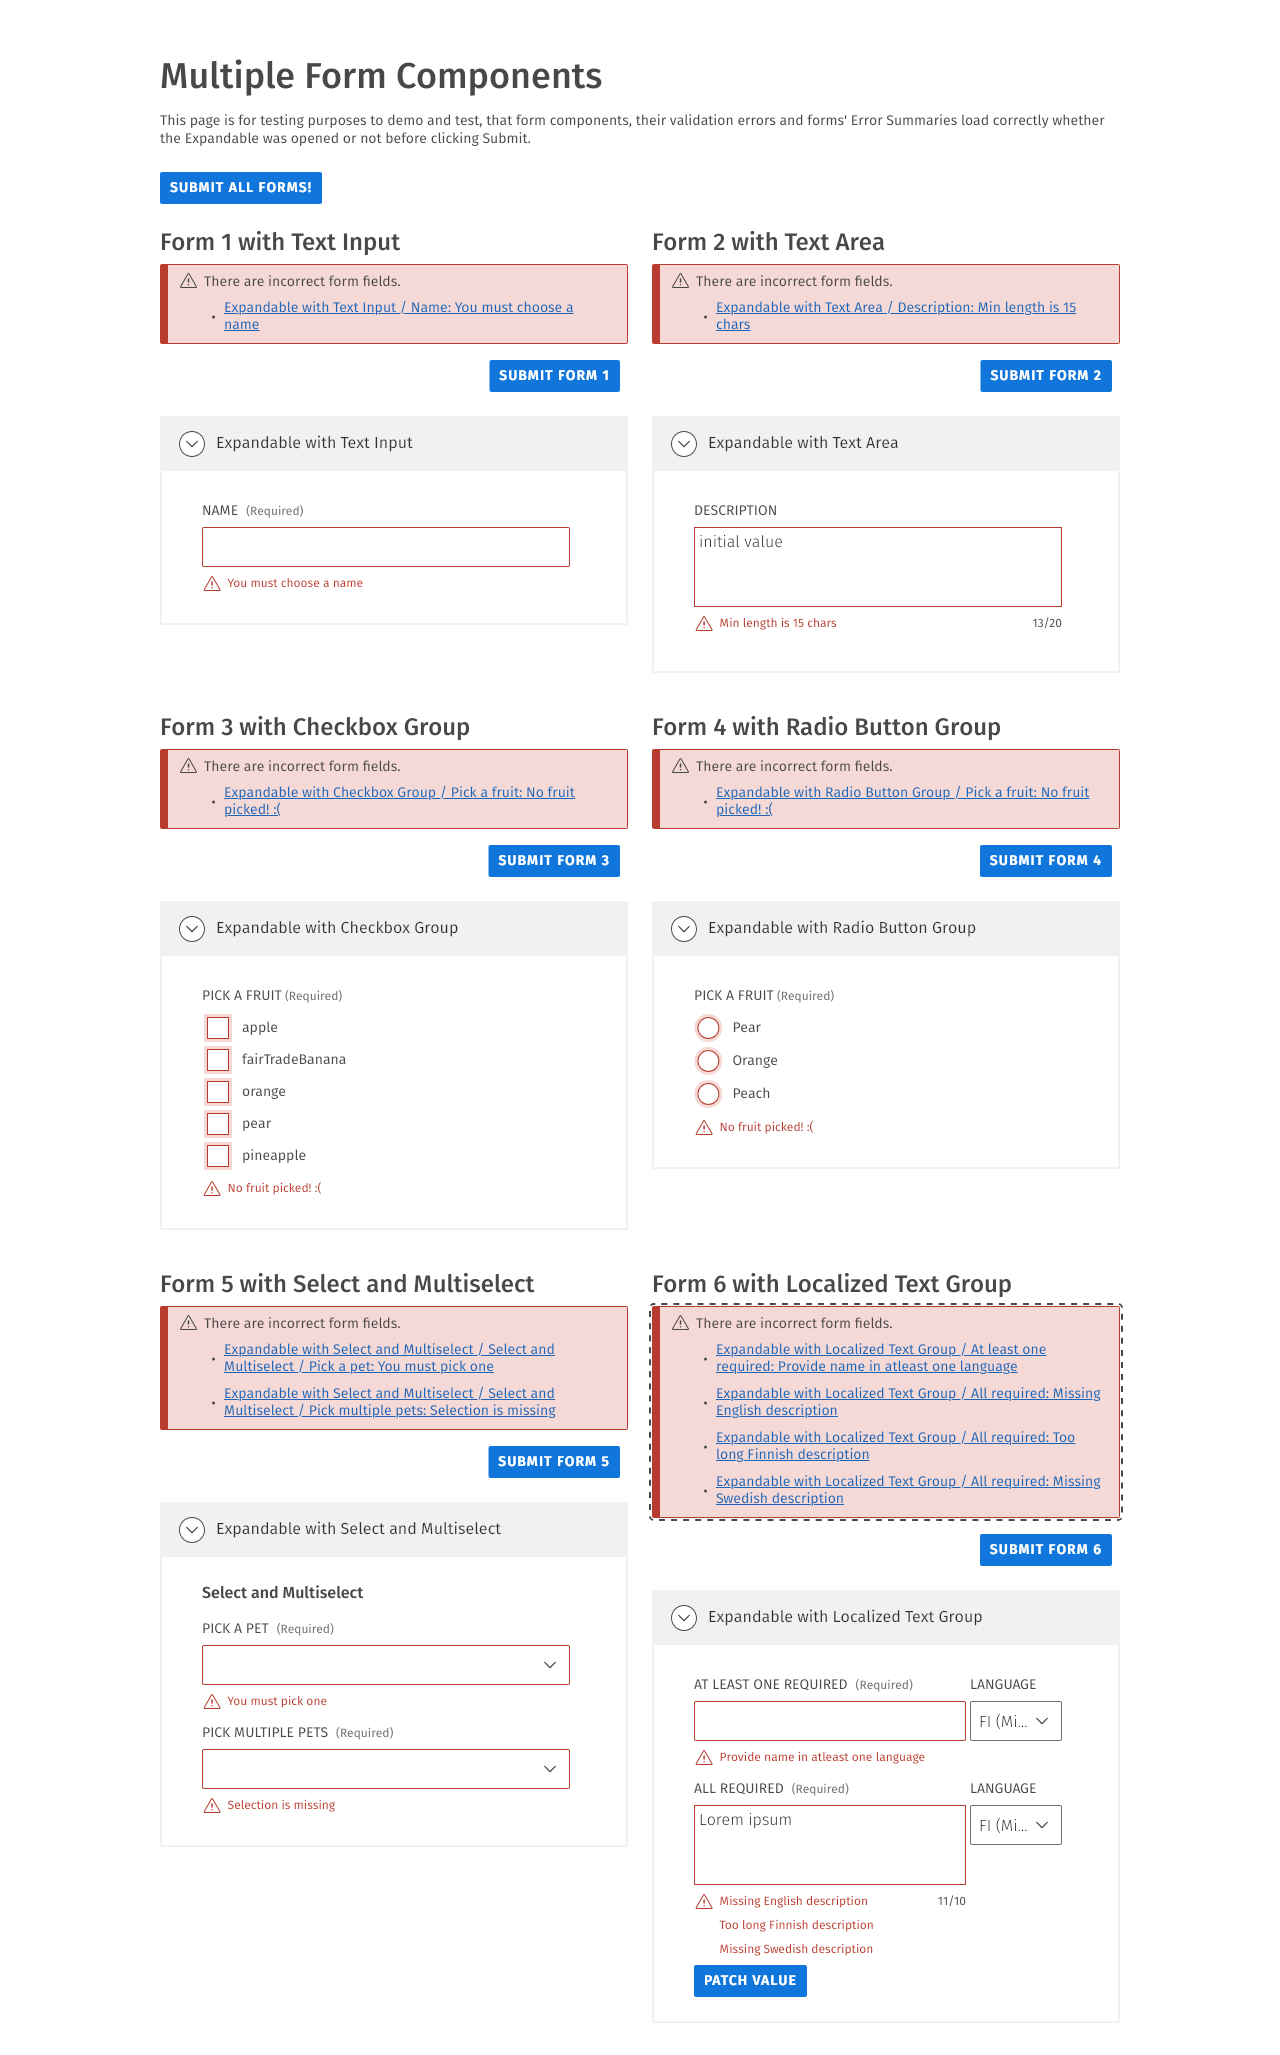 Multiple Form Components
This page is for testing purposes to demo and test, that form components, their validation errors and forms' Error Summaries load correctly whether
the Expandable was opened or not before clicking Submit.
SUBMIT ALL FORMS!
Form 1 with Text Input
There are incorrect form fields.
• Expandable with Text Input / Name: You must choose a
name
SUBMIT FORM 1
Expandable with Text Input
NAME (Required)
You must choose a name
Form 2 with Text Area
There are incorrect form fields.
• Expandable with Text Area / Description: Min length is 15
chars
SUBMIT FORM 2
Expandable with Text Area
DESCRIPTION
initial value
Min length is 15 chars 13/20
Form 3 with Checkbox Group
There are incorrect form fields.
• Expandable with Checkbox Group / Pick a fruit: No fruit
picked! :(
SUBMIT FORM 3
Expandable with Checkbox Group
PICK A FRUIT (Required)
apple
fairTradeBanana
orange
pear
pineapple
No fruit picked! :(
Form 4 with Radio Button Group
There are incorrect form fields.
• Expandable with Radio Button Group / Pick a fruit: No fruit
picked! :(
SUBMIT FORM 4
Expandable with Radio Button Group
PICK A FRUIT (Required)
Pear
Orange
Peach
No fruit picked! :(
Form 5 with Select and Multiselect
There are incorrect form fields.
• Expandable with Select and Multiselect / Select and
Multiselect / Pick a pet: You must pick one
• Expandable with Select and Multiselect / Select and
Multiselect / Pick multiple pets: Selection is missing
SUBMIT FORM 5
Expandable with Select and Multiselect
Select and Multiselect
PICK A PET (Required)
You must pick one
PICK MULTIPLE PETS (Required)
Selection is missing
Form 6 with Localized Text Group
There are incorrect form fields.
• Expandable with Localized Text Group / At least one
required: Provide name in atleast one language
• Expandable with Localized Text Group / All required: Missing
English description
• Expandable with Localized Text Group / All required: Too
long Finnish description
• Expandable with Localized Text Group / All required: Missing
Swedish description
SUBMIT FORM 6
Expandable with Localized Text Group
AT LEAST ONE REQUIRED (Required) LANGUAGE
FI (Mi...
Provide name in atleast one language
ALL REQUIRED (Required) LANGUAGE
Lorem ipsum FI (Mi...
Missing English description 11/10
Too long Finnish description
Missing Swedish description
PATCH VALUE